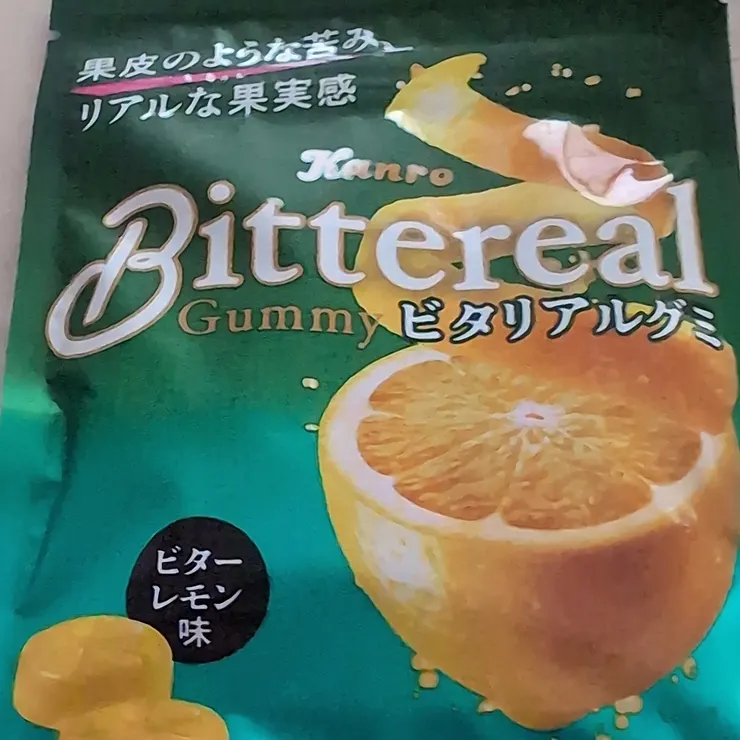 果皮のような苦み、
リアルな果実感
Kanro
Bittereal
Gummy ビタリアルグミ
ビター
レモン
味